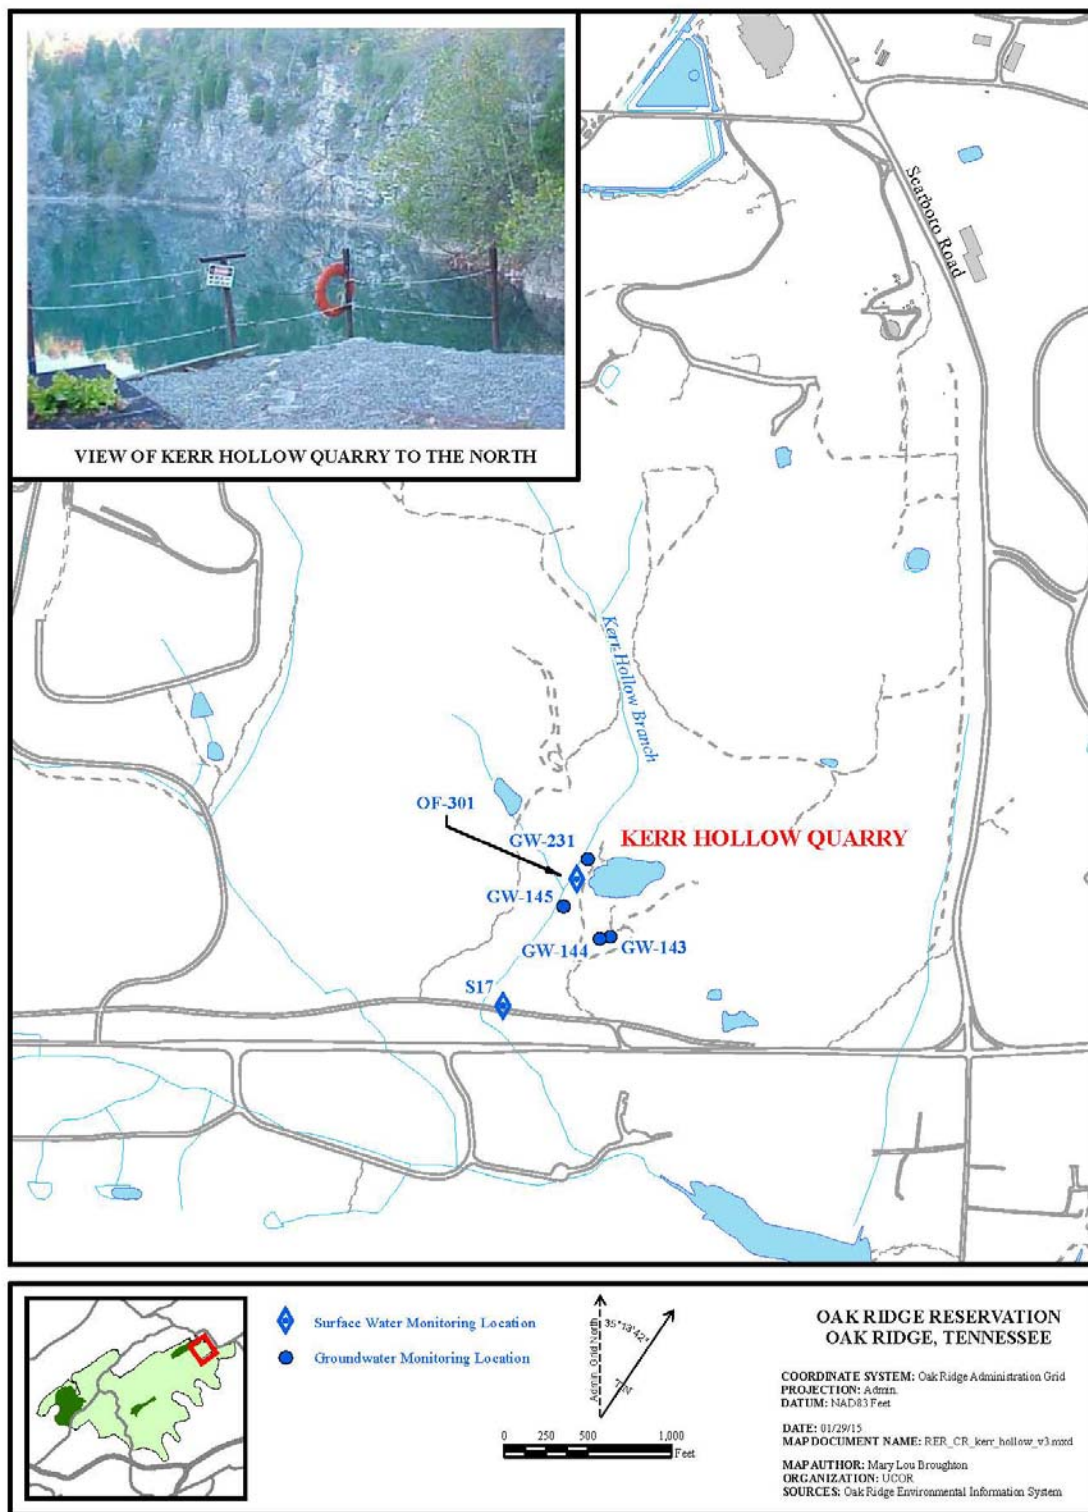 VIEW OF KERR HOLLOW QUARRY TO THE NORTH
Scarboro Road
Kerr Hollow Branch
OF-301
GW-231
KERR HOLLOW QUARRY
GW-145
GW-144
GW-143
S17
Surface Water Monitoring Location
Groundwater Monitoring Location
Admin. Grid North
35°13'42"
0 250 500 1,000
Feet
OAK RIDGE RESERVATION
OAK RIDGE, TENNESSEE
COORDINATE SYSTEM: Oak Ridge Administration Grid
PROJECTION: Admin.
DATUM: NAD83 Feet
DATE: 01/29/15
MAP DOCUMENT NAME: RER_CR_kerr_hollow_v3.mxd
MAP AUTHOR: Mary Lou Broughton
ORGANIZATION: UCOR
SOURCES: Oak Ridge Environmental Information System